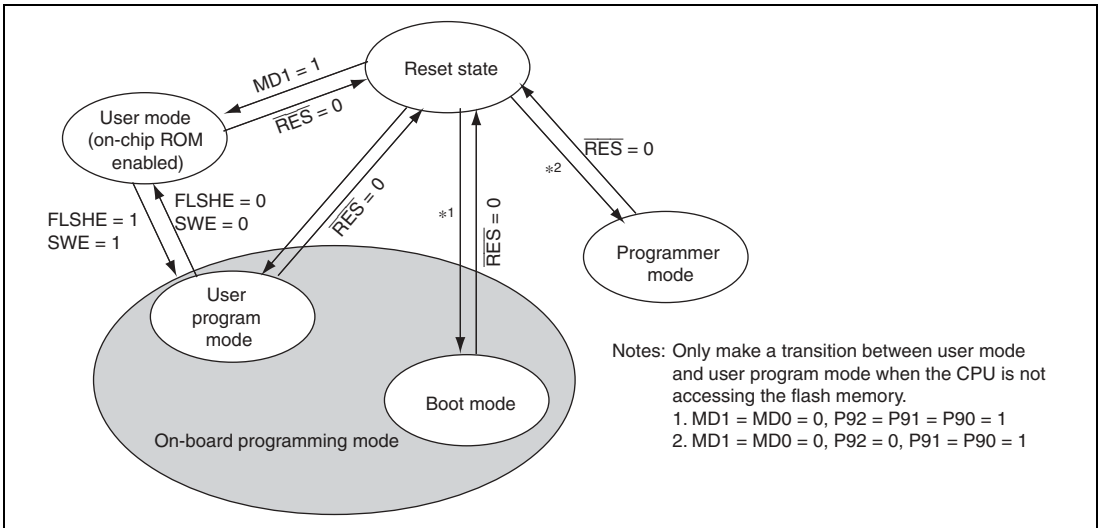 Reset state
MD1 = 1
RES = 0
User mode
(on-chip ROM
enabled)
FLSHE = 1
SWE = 1
FLSHE = 0
SWE = 0
RES = 0
*1
RES = 0
*2
RES = 0
Programmer
mode
User
program
mode
Boot mode
On-board programming mode
Notes: Only make a transition between user mode
and user program mode when the CPU is not
accessing the flash memory.
1. MD1 = MD0 = 0, P92 = P91 = P90 = 1
2. MD1 = MD0 = 0, P92 = 0, P91 = P90 = 1